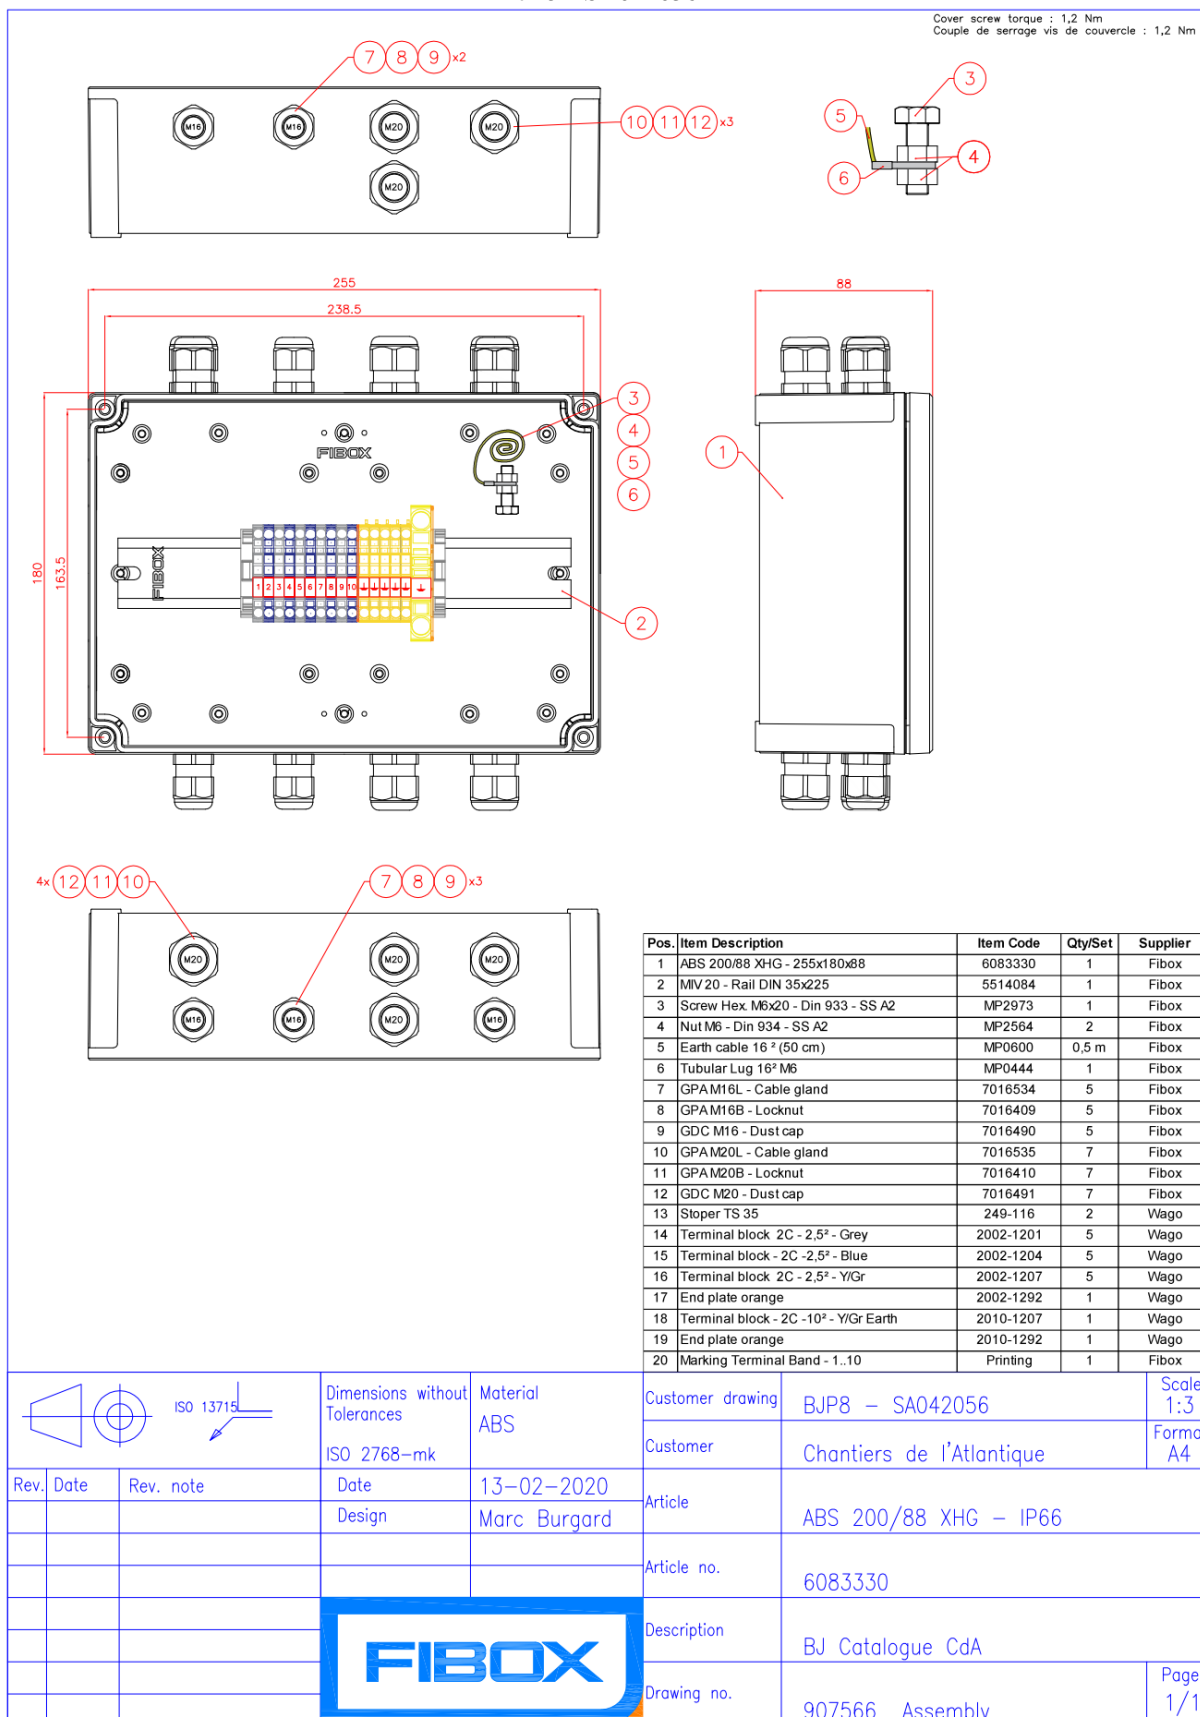 Cover screw torque : 1,2 Nm
Couple de serrage vis de couvercle : 1,2 Nm
7 8 9 x2
M16 M16 M20 M20
M20
10 11 12 x3
3
5
4
6
255
238.5
88
180
163.5
FIBOX
FIBOX
1 2 3 4 5 6 7 8 9 10
3
4
5
6
1
2
4x 12 11 10
7 8 9 x3
M20 M20 M20
M16 M16 M20 M16
Pos. Item Description Item Code Qty/Set Supplier
1 ABS 200/88 XHG - 255x180x88 6083330 1 Fibox
2 MIV 20 - Rail DIN 35x225 5514084 1 Fibox
3 Screw Hex. M6x20 - Din 933 - SS A2 MP2973 1 Fibox
4 Nut M6 - Din 934 - SS A2 MP2564 2 Fibox
5 Earth cable 16 ² (50 cm) MP0600 0,5 m Fibox
6 Tubular Lug 16² M6 MP0444 1 Fibox
7 GPAM16L - Cable gland 7016534 5 Fibox
8 GPAM16B - Locknut 7016409 5 Fibox
9 GDC M16 - Dust cap 7016490 5 Fibox
10 GPAM20L - Cable gland 7016535 7 Fibox
11 GPAM20B - Locknut 7016410 7 Fibox
12 GDC M20 - Dust cap 7016491 7 Fibox
13 Stoper TS 35 249-116 2 Wago
14 Terminal block 2C - 2,5² - Grey 2002-1201 5 Wago
15 Terminal block - 2C -2,5² - Blue 2002-1204 5 Wago
16 Terminal block 2C - 2,5² - Y/Gr 2002-1207 5 Wago
17 End plate orange 2002-1292 1 Wago
18 Terminal block - 2C -10² - Y/Gr Earth 2010-1207 1 Wago
19 End plate orange 2010-1292 1 Wago
20 Marking Terminal Band - 1..10 Printing 1 Fibox
ISO 13715
Dimensions without
Tolerances
ISO 2768-mk
Material
ABS
Customer drawing BJP8 - SA042056
Scale
1:3
Customer Chantiers de l'Atlantique
A4
Rev. Date Rev. note
Date 13-02-2020
Design Marc Burgard
Article ABS 200/88 XHG - IP66
Article no. 6083330
Description BJ Catalogue CdA
FIBOX
Drawing no. 907566 Assembly
Page
1/1